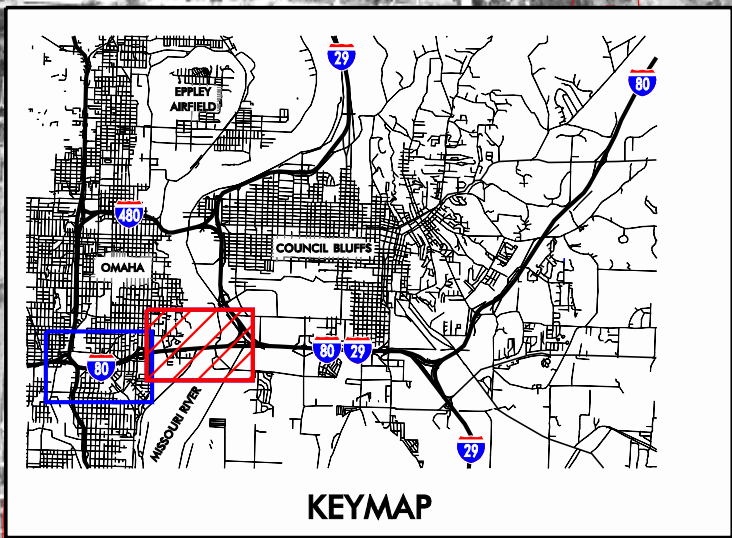 29
80
EPPLEY
AIRFIELD
480
COUNCIL BLUFFS
OMAHA
80
80
29
MISSOURI RIVER
29
KEYMAP